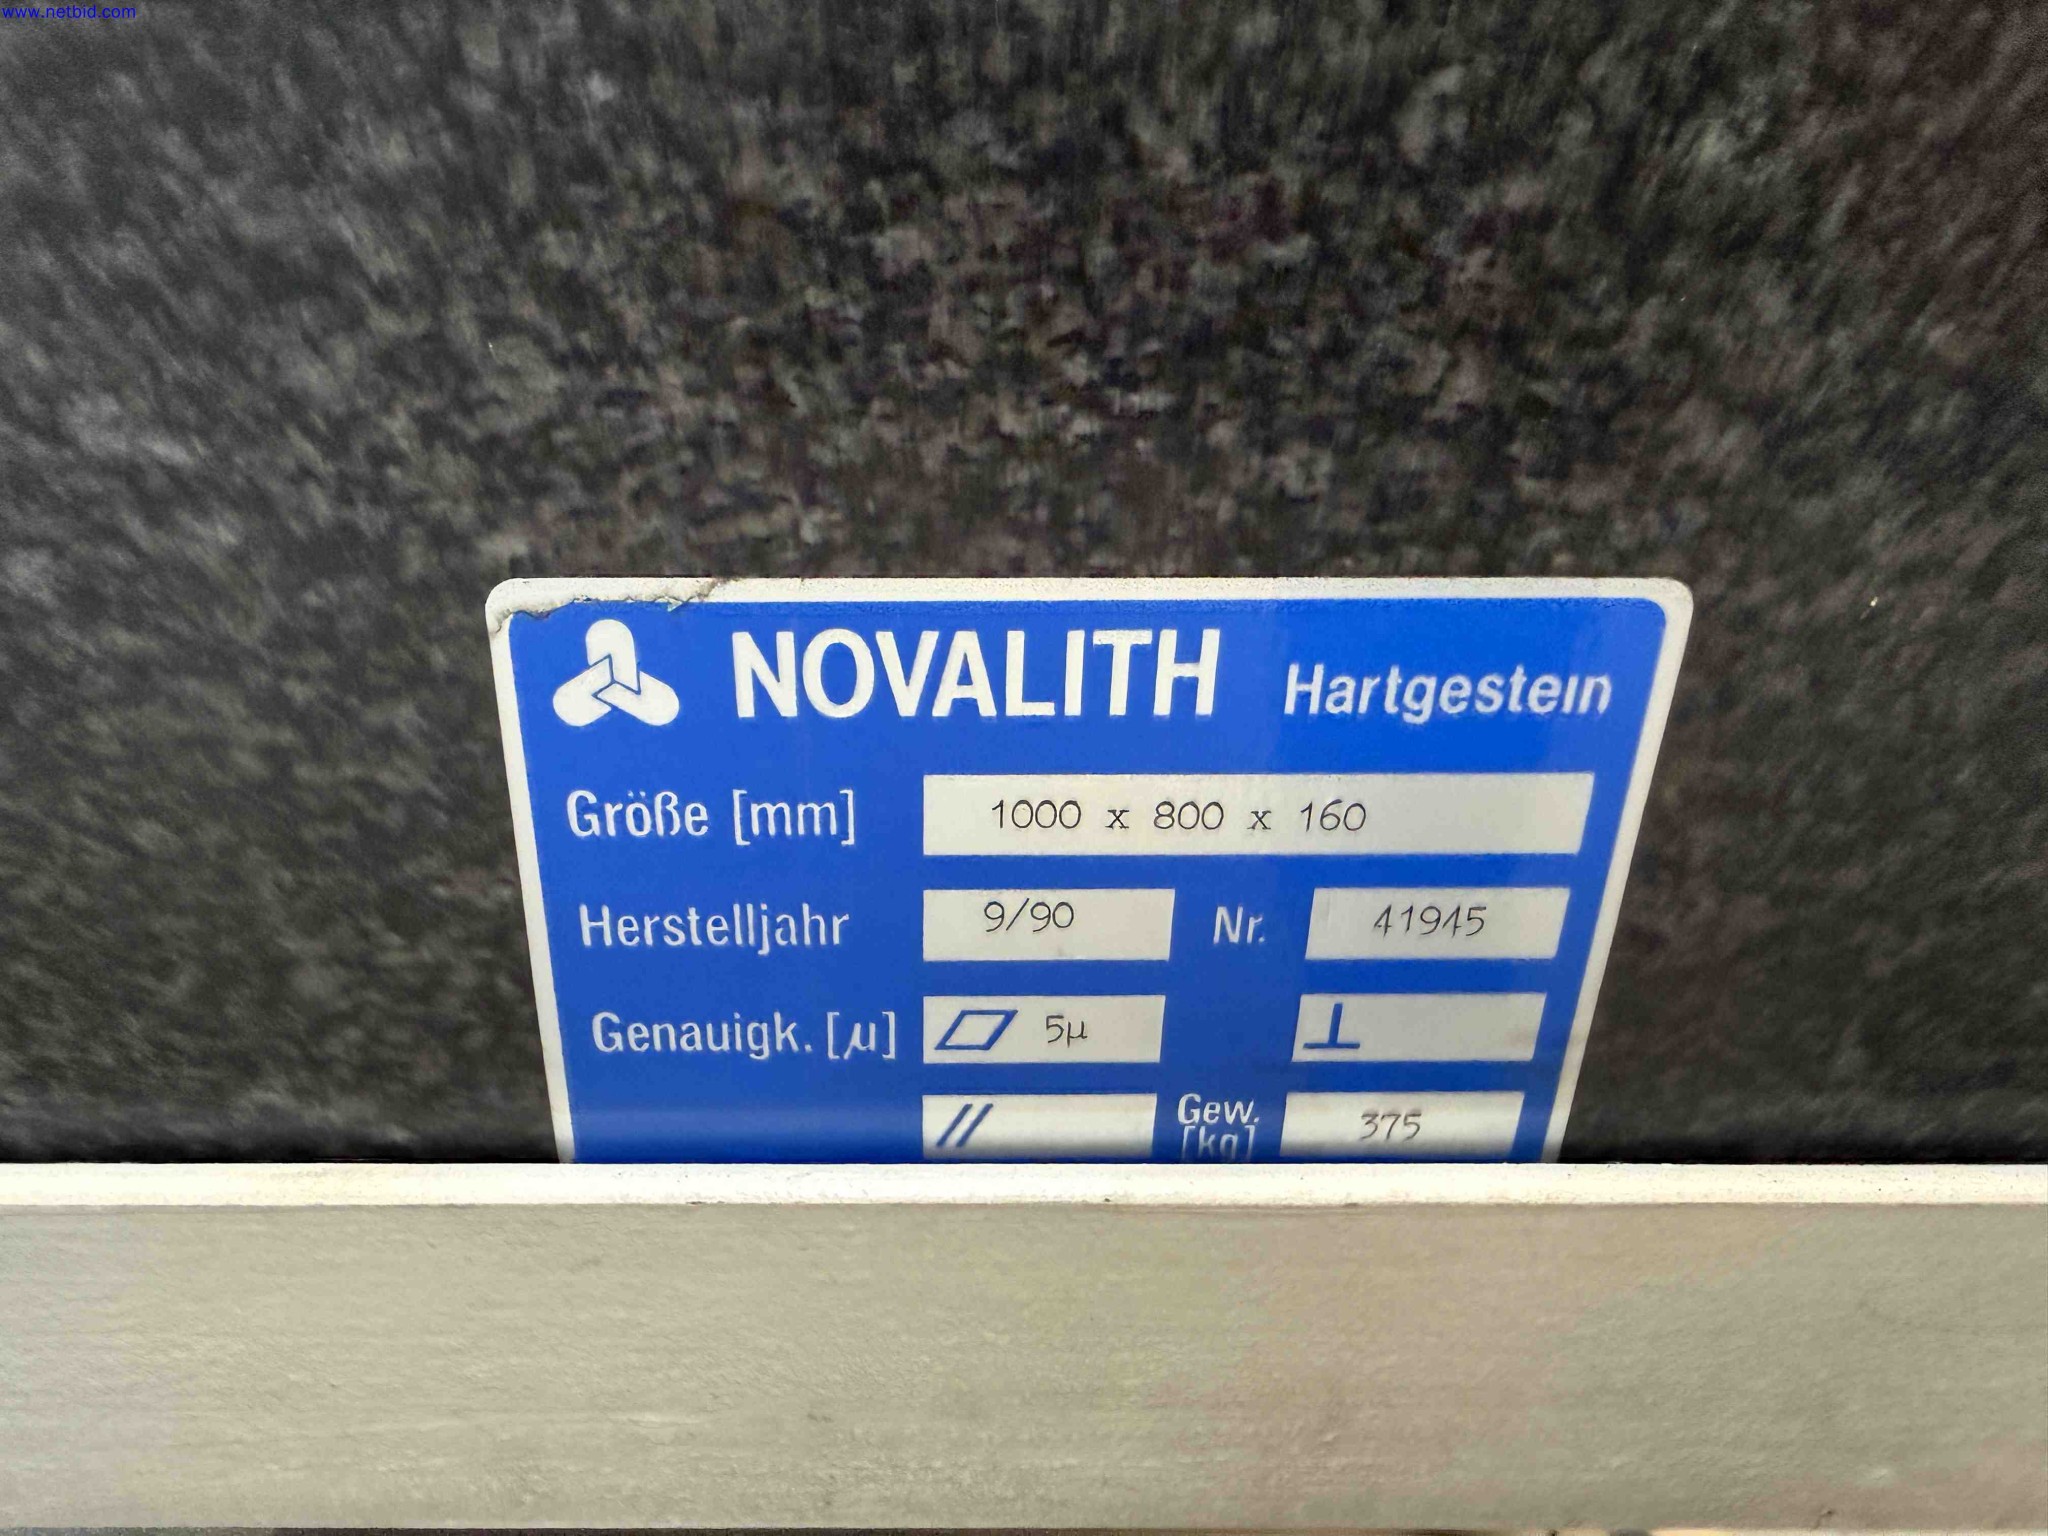 www.netbid.com
NOVALITH Hartgestein
Größe [mm] 1000 x 800 x 160
Herstelljahr 9/90 Nr. 41945
Genauigk. [µ] 5µ
Gew. [kg] 375